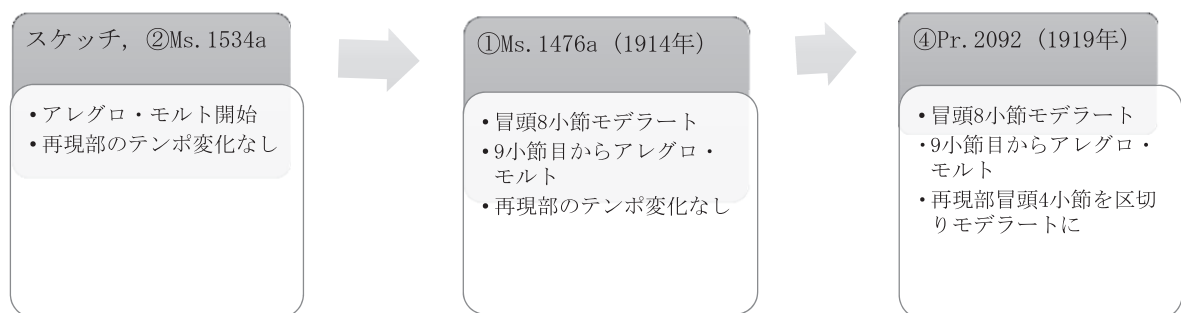 スケッチ, ②Ms.1534a
•アレグロ・モルト開始
•再現部のテンポ変化なし
①Ms.1476a (1914年)
•冒頭8小節モデラート
•9小節目からアレグロ・
モルト
•再現部のテンポ変化なし
④Pr.2092 (1919年)
•冒頭8小節モデラート
•9小節目からアレグロ・
モルト
•再現部冒頭4小節を区切
りモデラートに